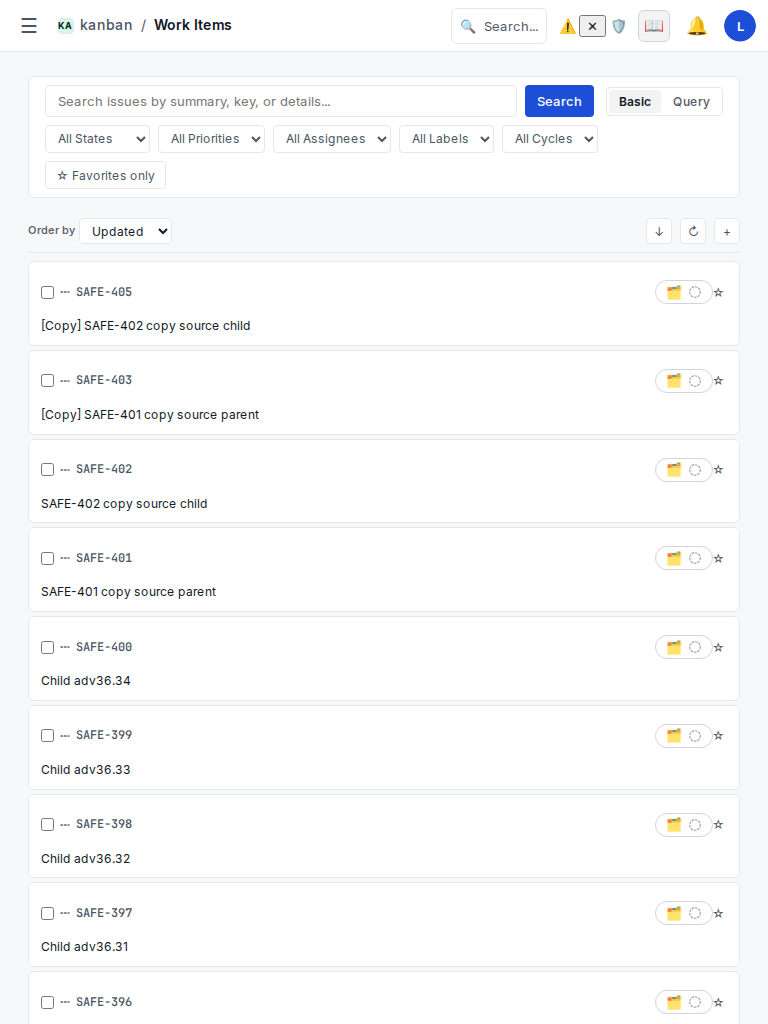 ☰ KA kanban / Work Items 🔍 Search... ⚠️ ✕ 🛡️ 📖 🔔 L
Search issues by summary, key, or details... Search Basic Query
All States All Priorities All Assignees All Labels All Cycles
☆ Favorites only
Order by Updated ↓ ↻ +
--- SAFE-405
[Copy] SAFE-402 copy source child
--- SAFE-403
[Copy] SAFE-401 copy source parent
--- SAFE-402
SAFE-402 copy source child
--- SAFE-401
SAFE-401 copy source parent
--- SAFE-400
Child adv36.34
--- SAFE-399
Child adv36.33
--- SAFE-398
Child adv36.32
--- SAFE-397
Child adv36.31
--- SAFE-396